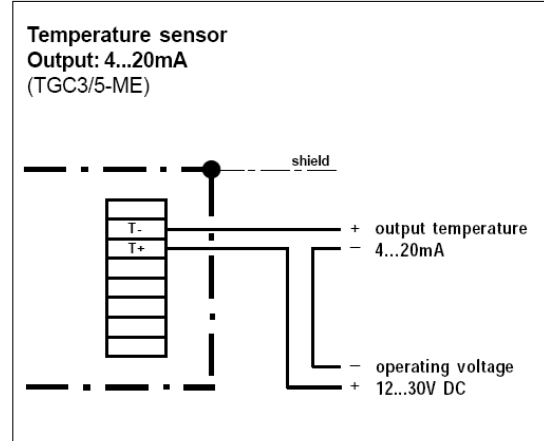 Temperature sensor
Output: 4...20mA
(TGC3/5-ME)
shield
T-
+ output temperature
T+
− 4...20mA
− operating voltage
+ 12...30V DC